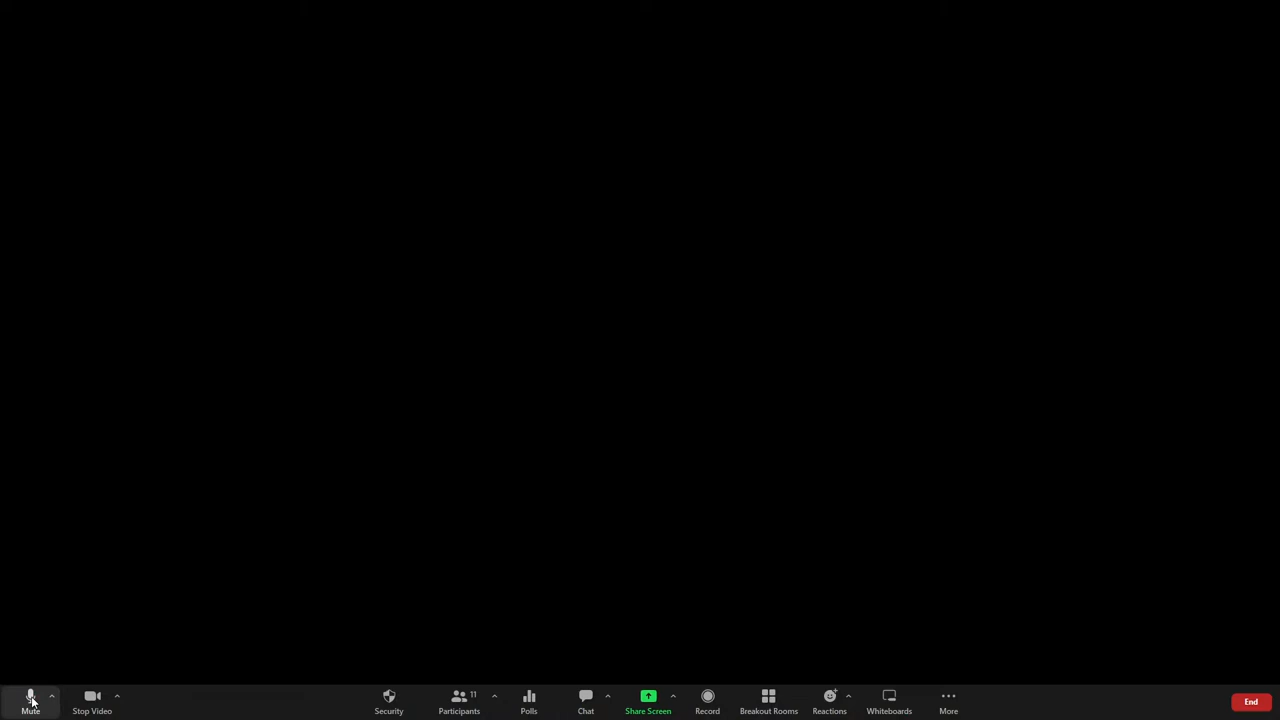 Mute
Stop Video
Security
Participants 11
Polls
Chat
Share Screen
Record
Breakout Rooms
Reactions
Whiteboards
More
End